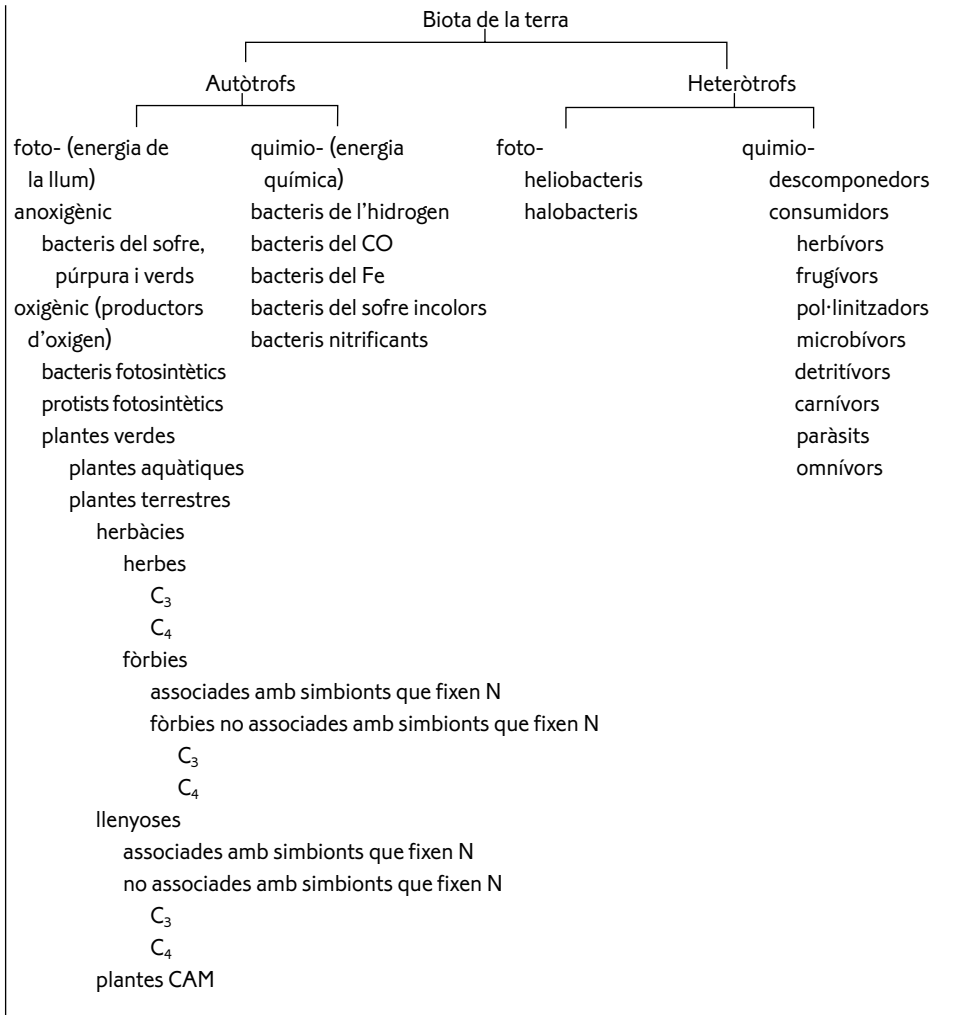 Biota de la terra
Autòtrofs
Heteròtrofs
foto- (energia de
la llum)
anoxigènic
bacteris del sofre,
púrpura i verds
oxigènic (productors
d'oxigen)
bacteris fotosintètics
protists fotosintètics
plantes verdes
plantes aquàtiques
plantes terrestres
herbàcies
herbes
C₃
C₄
fòrbies
associades amb simbionts que fixen N
fòrbies no associades amb simbionts que fixen N
C₃
C₄
llenyoses
associades amb simbionts que fixen N
no associades amb simbionts que fixen N
C₃
C₄
plantes CAM
quimio- (energia
química)
bacteris de l'hidrogen
bacteris del CO
bacteris del Fe
bacteris del sofre incolors
bacteris nitrificants
foto-
heliobacteris
halobacteris
quimio-
descomponedors
consumidors
herbívors
frugívors
pol·linitzadors
microbívors
detritívors
carnívors
paràsits
omnívors